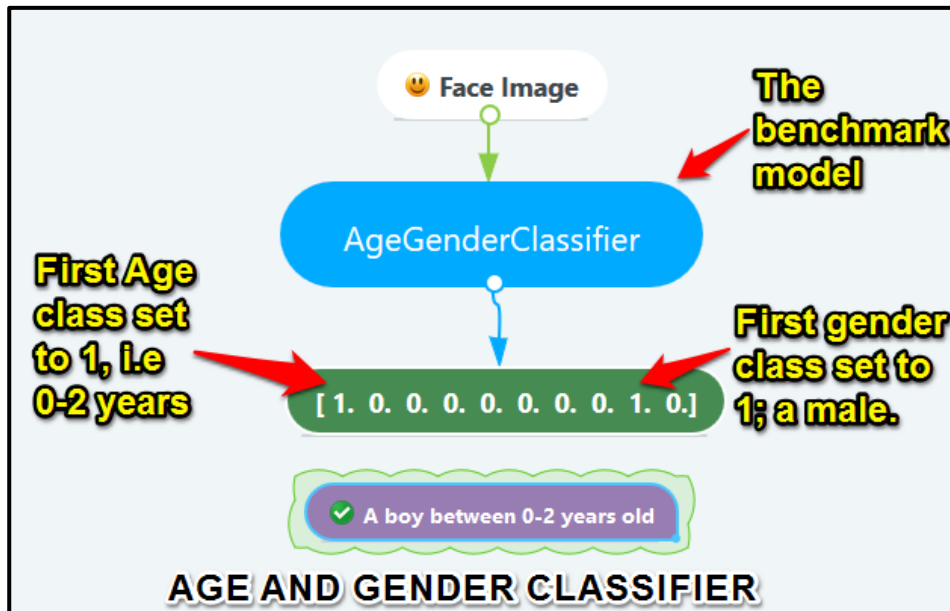 Face Image
The
benchmark
model
AgeGenderClassifier
First Age
class set
to 1, i.e
0-2 years
First gender
class set to
1; a male.
[ 1. 0. 0. 0. 0. 0. 0. 0. 1. 0.]
A boy between 0-2 years old
AGE AND GENDER CLASSIFIER